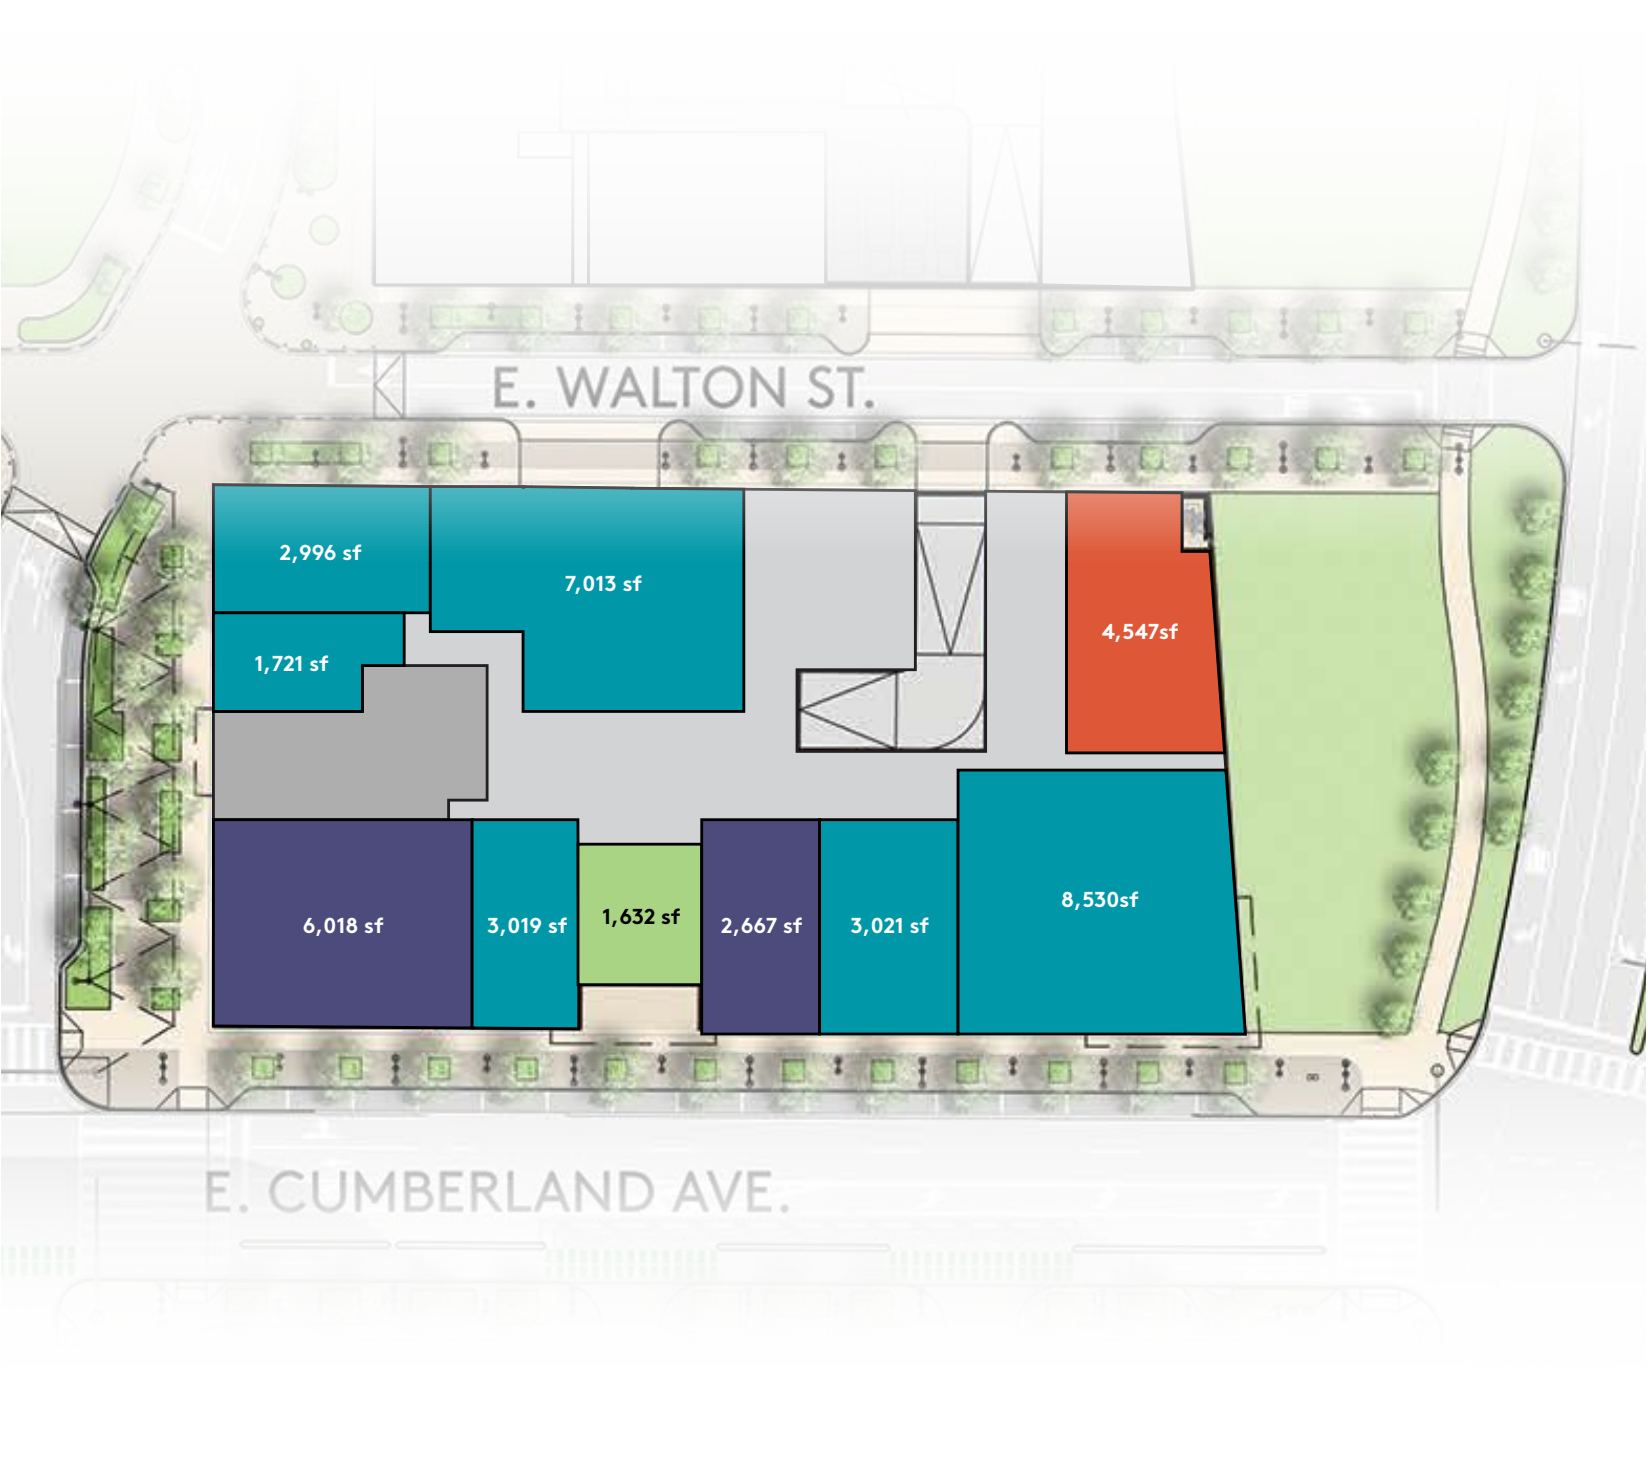 E. WALTON ST.
2,996 sf
7,013 sf
4,547sf
1,721 sf
8,530sf
6,018 sf
3,019 sf
1,632 sf
2,667 sf
3,021 sf
E. CUMBERLAND AVE.